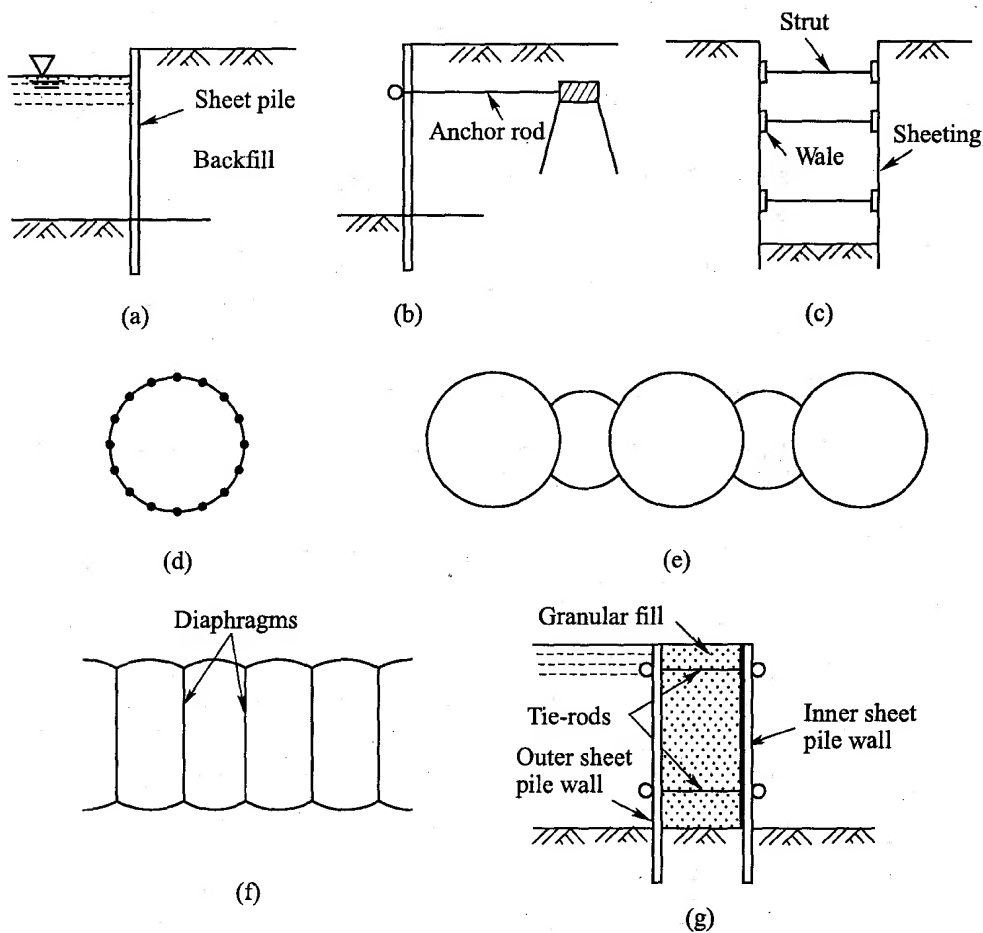 Sheet pile
Backfill
(a)
Anchor rod
(b)
Strut
Wale
Sheeting
(c)
(d)
(e)
Diaphragms
(f)
Granular fill
Tie-rods
Outer sheet
pile wall
Inner sheet
pile wall
(g)